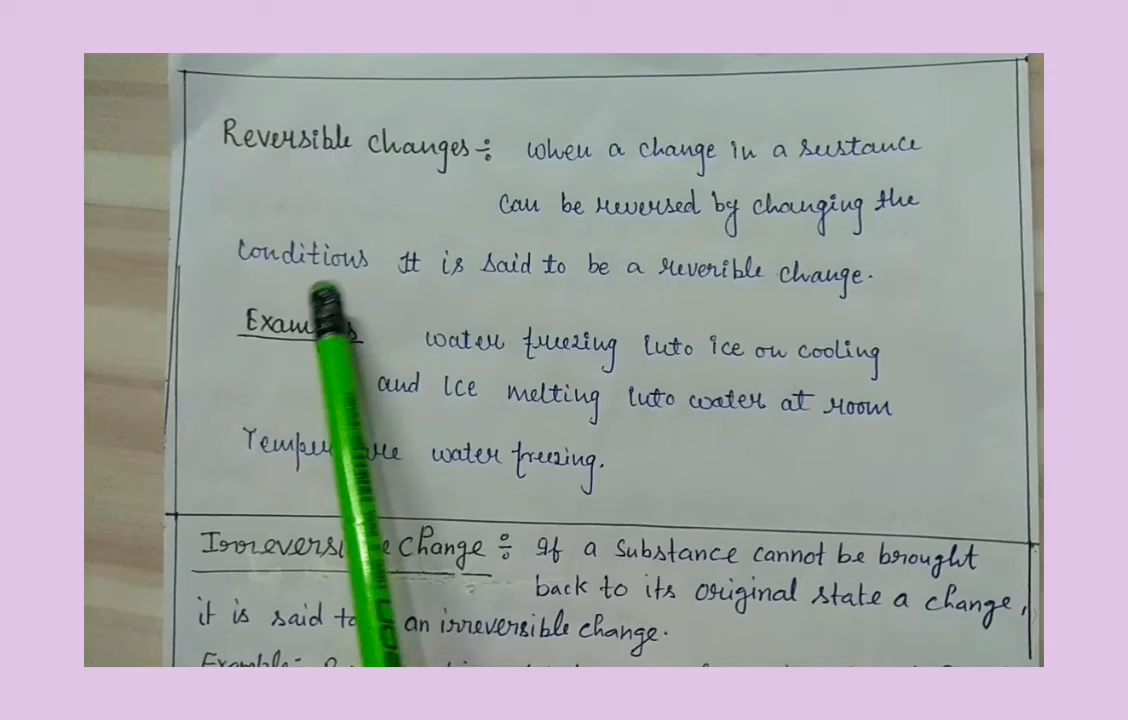 Reversible changes÷ when a change in a sustance
can be reversed by changing the
conditions It is said to be a reverible change.
water freezing Into ice on cooling
and Ice melting Into water at room
water freezing.
change ÷ If a substance cannot be brought
back to its original state a change,
it is said to an irreversible change.
Example:-